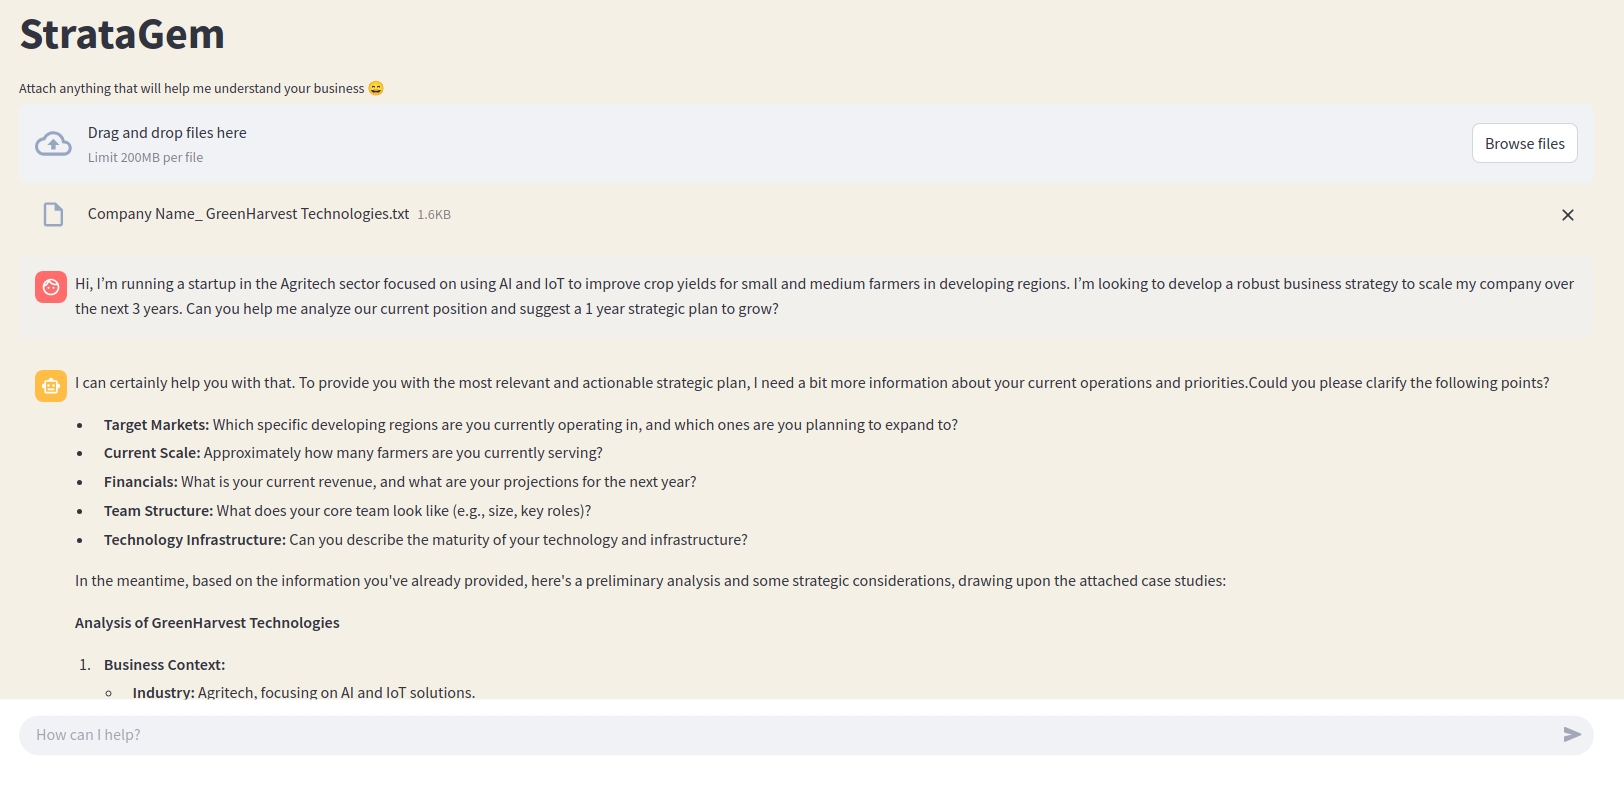 StrataGem
Attach anything that will help me understand your business 😄
Drag and drop files here
Limit 200MB per file
Browse files
Company Name_ GreenHarvest Technologies.txt 1.6KB
Hi, I’m running a startup in the Agritech sector focused on using AI and IoT to improve crop yields for small and medium farmers in developing regions. I’m looking to develop a robust business strategy to scale my company over
the next 3 years. Can you help me analyze our current position and suggest a 1 year strategic plan to grow?
I can certainly help you with that. To provide you with the most relevant and actionable strategic plan, I need a bit more information about your current operations and priorities.Could you please clarify the following points?
• Target Markets: Which specific developing regions are you currently operating in, and which ones are you planning to expand to?
• Current Scale: Approximately how many farmers are you currently serving?
• Financials: What is your current revenue, and what are your projections for the next year?
• Team Structure: What does your core team look like (e.g., size, key roles)?
• Technology Infrastructure: Can you describe the maturity of your technology and infrastructure?
In the meantime, based on the information you've already provided, here's a preliminary analysis and some strategic considerations, drawing upon the attached case studies:
Analysis of GreenHarvest Technologies
1. Business Context:
◦ Industry: Agritech, focusing on AI and IoT solutions.
How can I help?